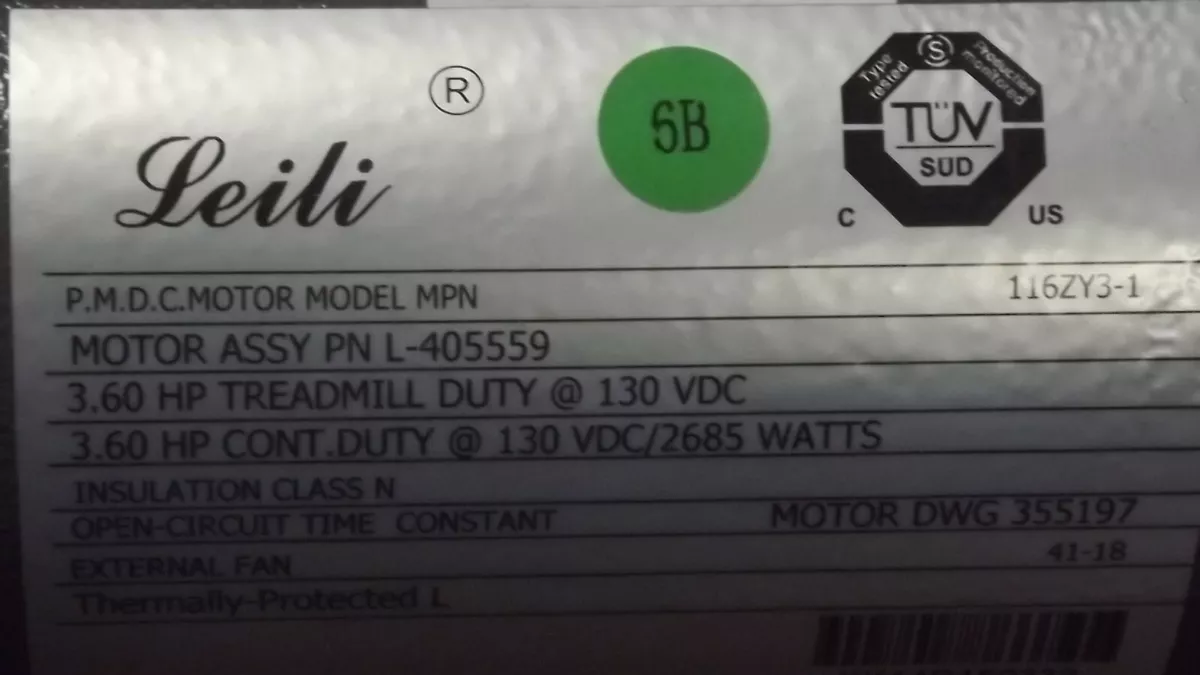 Leili ®
6B
Type tested S Production monitored
TÜV
SÜD
C US
P.M.D.C.MOTOR MODEL MPN 116ZY3-1
MOTOR ASSY PN L-405559
3.60 HP TREADMILL DUTY @ 130 VDC
3.60 HP CONT.DUTY @ 130 VDC/2685 WATTS
INSULATION CLASS N
OPEN-CIRCUIT TIME CONSTANT MOTOR DWG 355197
EXTERNAL FAN 41-18
Thermally-Protected L